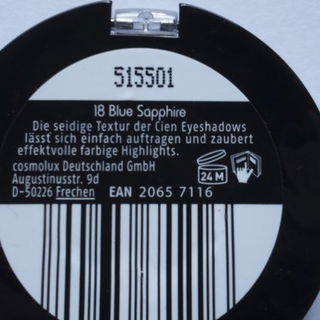 515501
18 Blue Sapphire
Die seidige Textur der Cien Eyeshadows
lässt sich einfach auftragen und zaubert
effektvolle farbige Highlights.
cosmolux Deutschland GmbH
Augustinusstr. 9d
D-50226 Frechen EAN 2065 7116
24 M